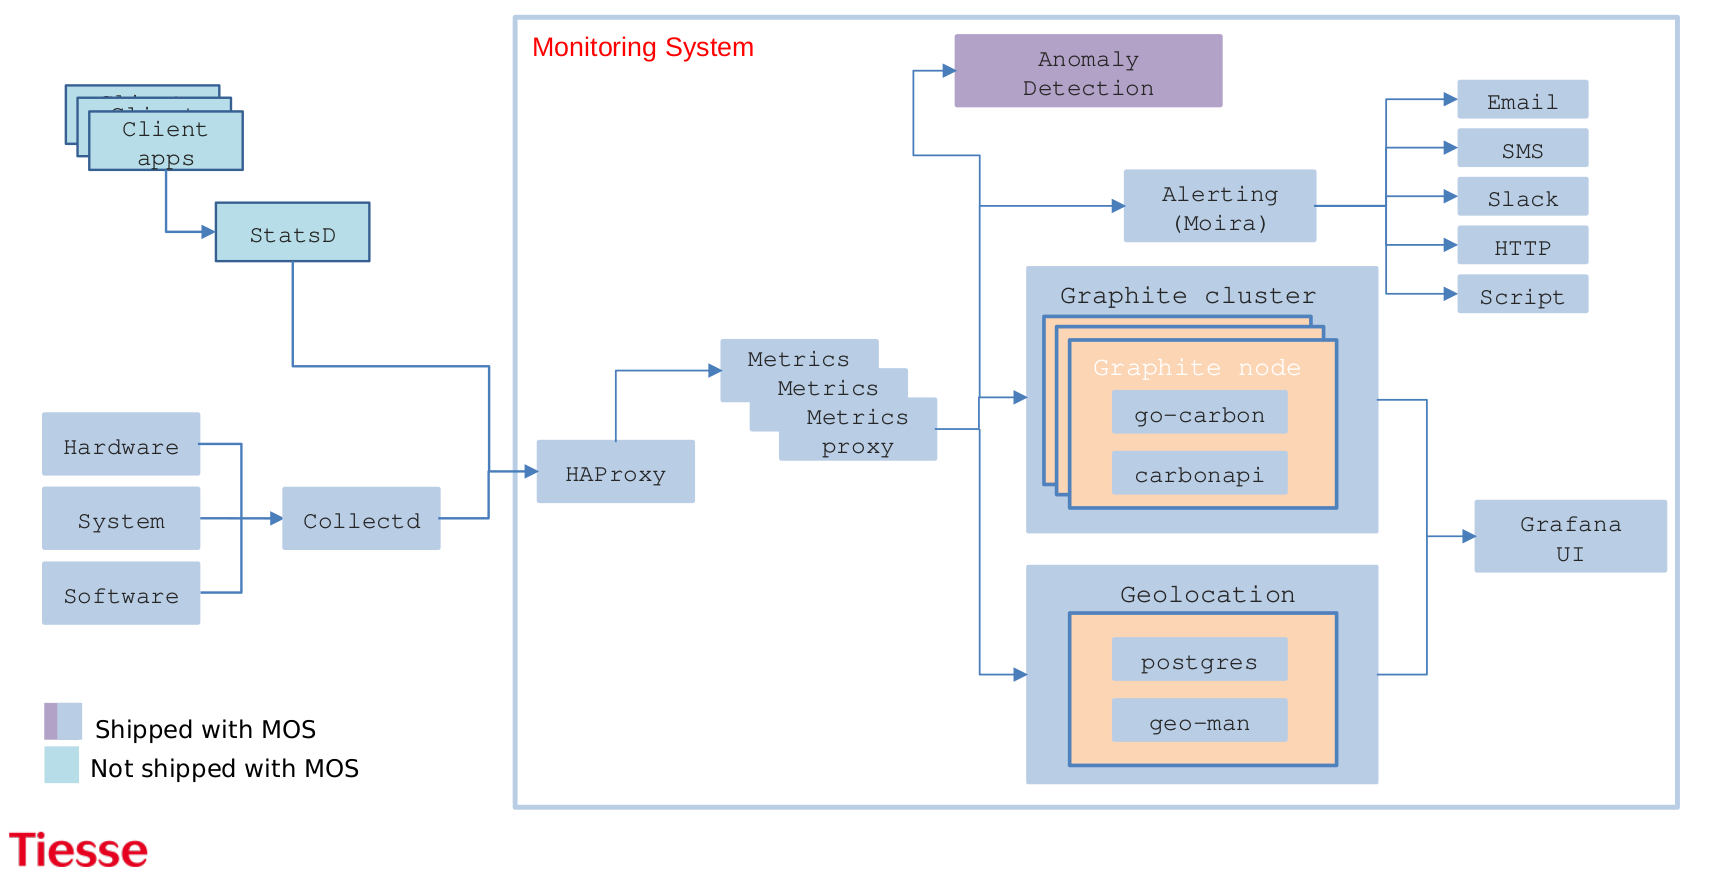 Monitoring System
Anomaly
Detection
Client
apps
StatsD
Email
SMS
Slack
HTTP
Script
Alerting
(Moira)
Graphite cluster
Graphite node
go-carbon
carbonapi
Metrics
Metrics
Metrics
proxy
HAProxy
Hardware
System
Software
Collectd
Grafana
UI
Geolocation
postgres
geo-man
Shipped with MOS
Not shipped with MOS
Tiesse